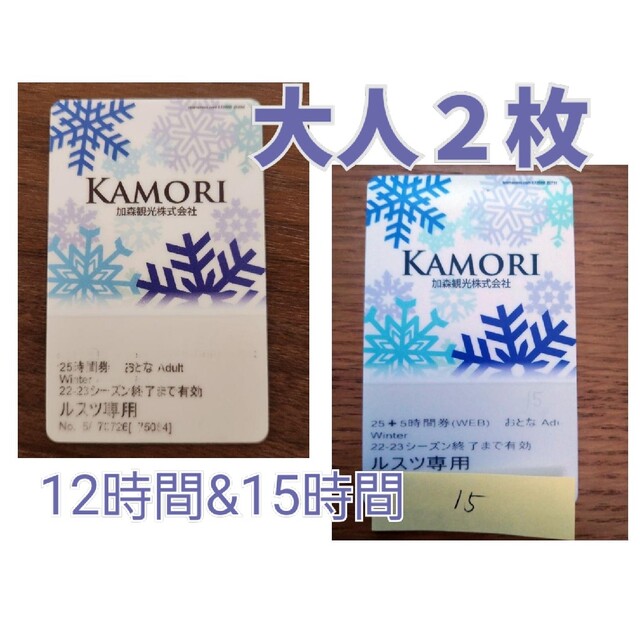 大人2枚
KAMORI
加森観光株式会社
25時間券 おとな Adult
Winter
22-23シーズン終了まで有効
ルスツ専用
KAMORI
加森観光株式会社
25+5時間券(WEB) おとな Adu
Winter
22-23シーズン終了まで有効
ルスツ専用
15
12時間&15時間